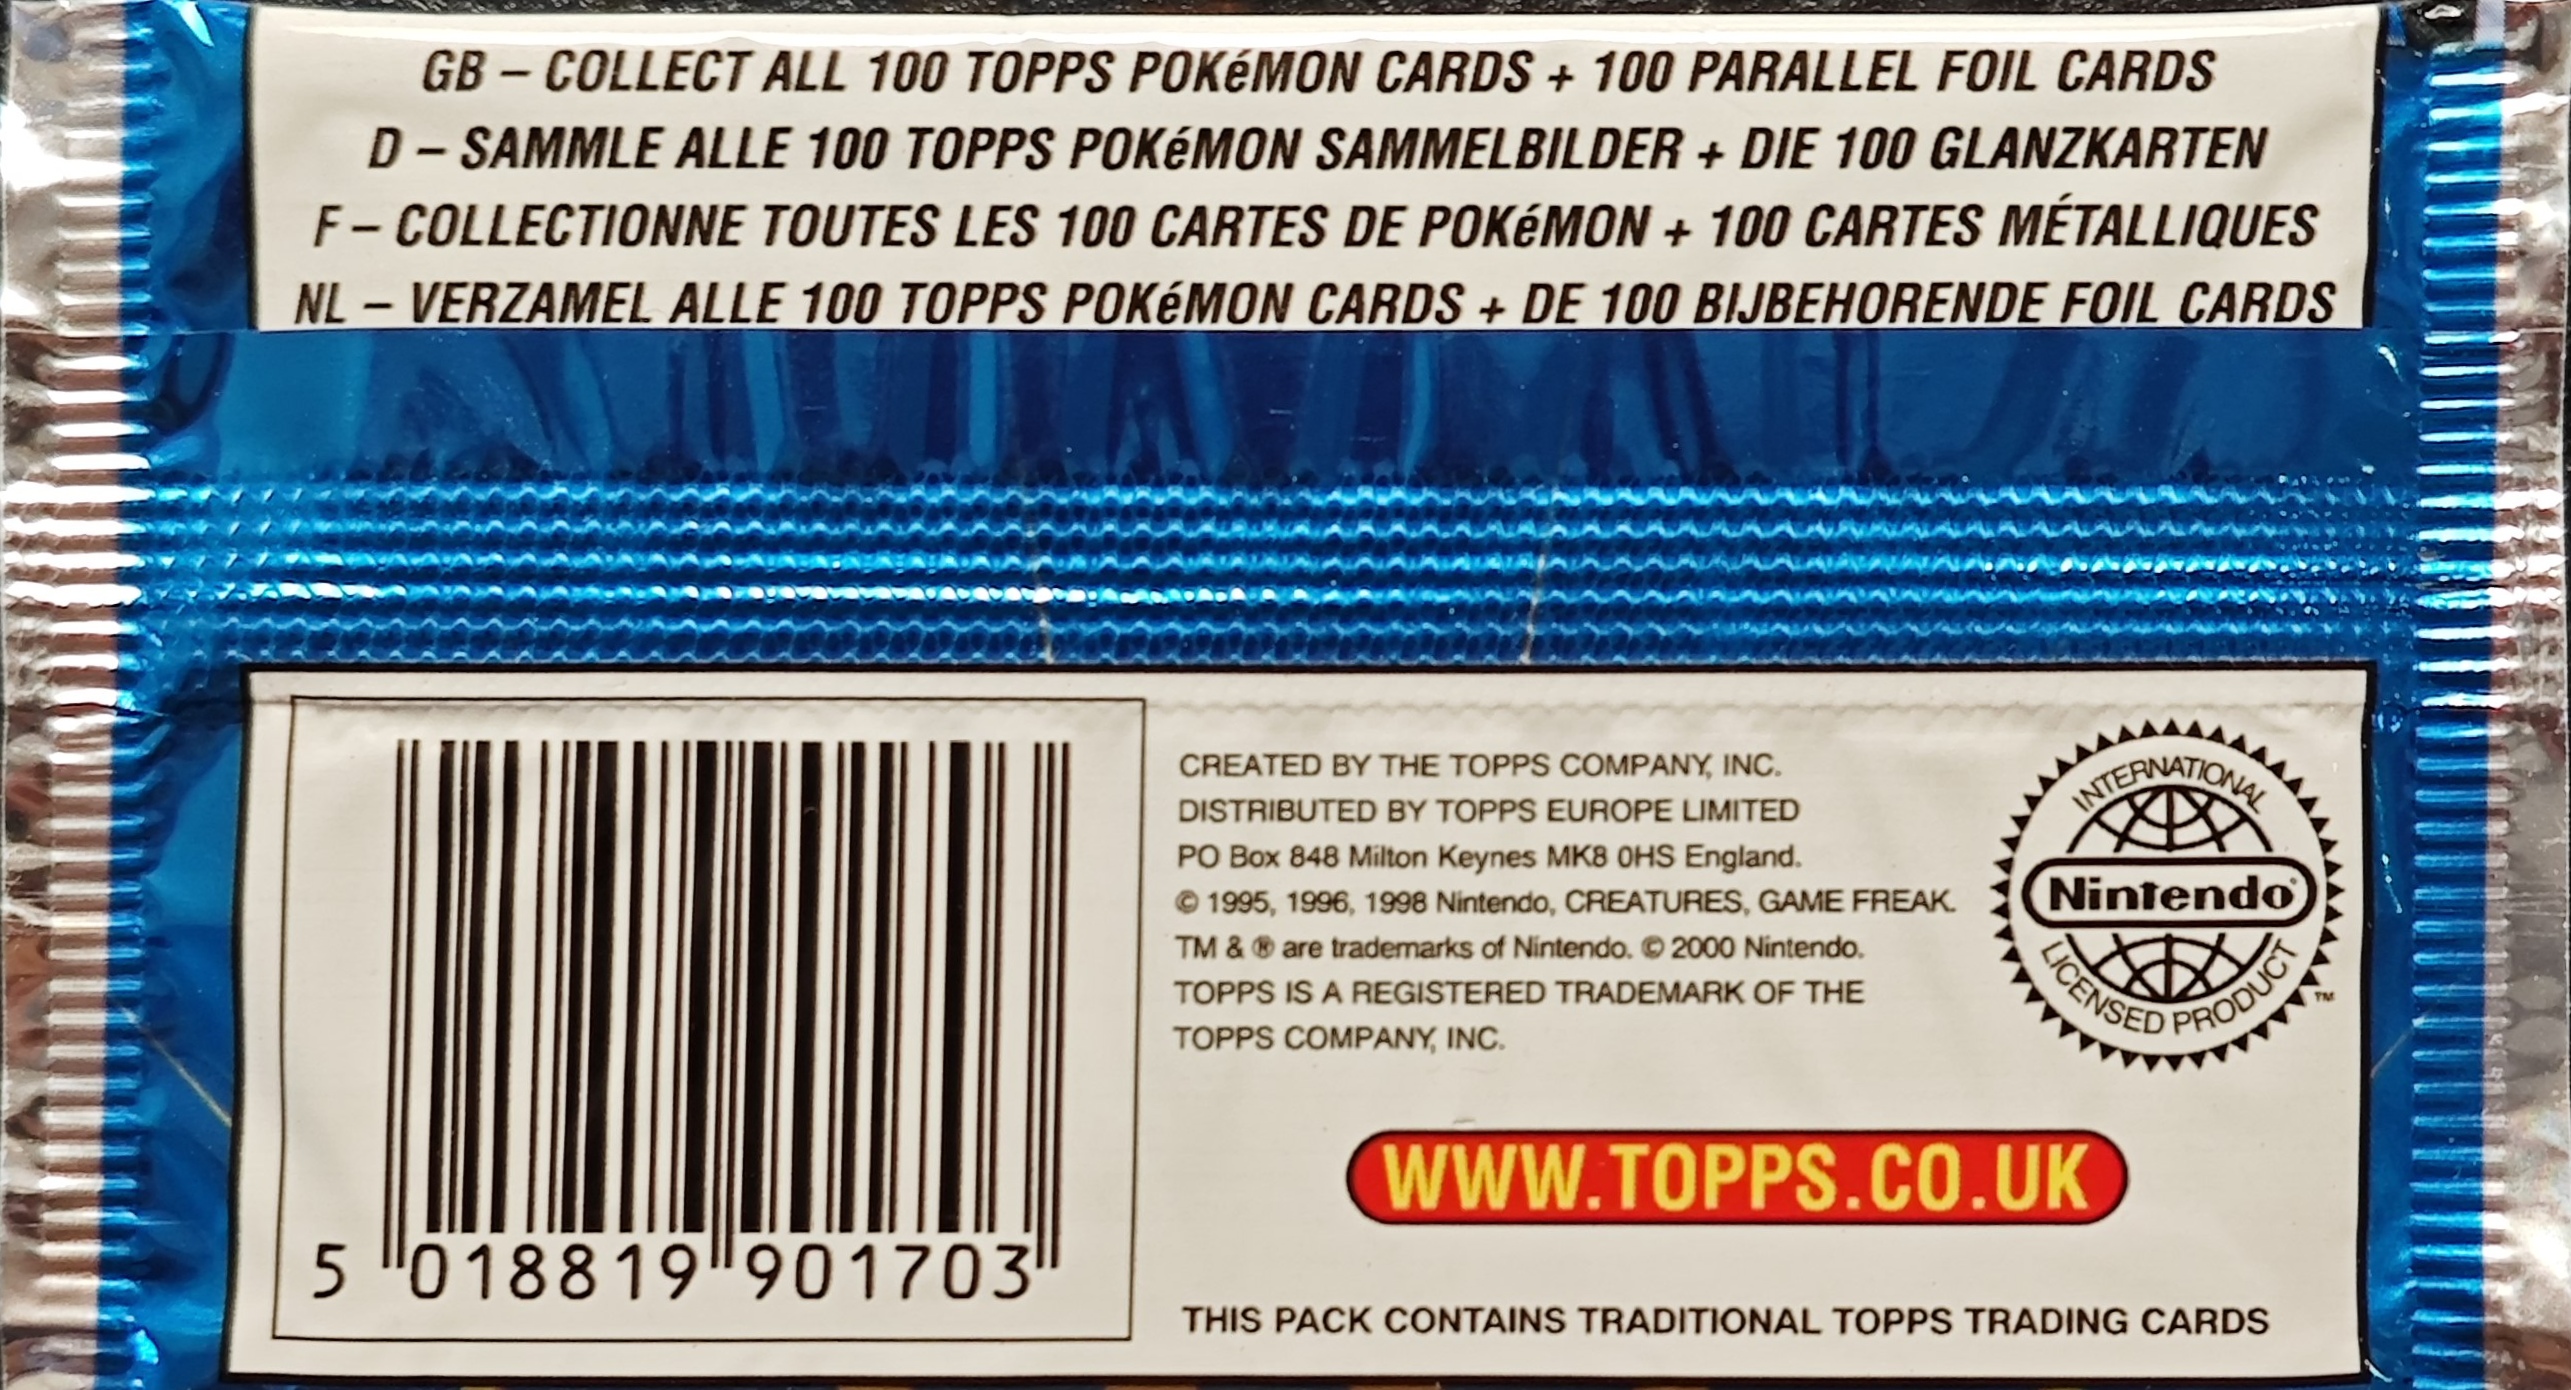 GB – COLLECT ALL 100 TOPPS POKéMON CARDS + 100 PARALLEL FOIL CARDS
D – SAMMLE ALLE 100 TOPPS POKéMON SAMMELBILDER + DIE 100 GLANZKARTEN
F – COLLECTIONNE TOUTES LES 100 CARTES DE POKéMON + 100 CARTES MÉTALLIQUES
NL – VERZAMEL ALLE 100 TOPPS POKéMON CARDS + DE 100 BIJBEHORENDE FOIL CARDS
5 018819 901703
CREATED BY THE TOPPS COMPANY, INC.
DISTRIBUTED BY TOPPS EUROPE LIMITED
PO Box 848 Milton Keynes MK8 0HS England.
© 1995, 1996, 1998 Nintendo, CREATURES, GAME FREAK.
TM & ® are trademarks of Nintendo. © 2000 Nintendo.
TOPPS IS A REGISTERED TRADEMARK OF THE
TOPPS COMPANY, INC.
INTERNATIONAL
Nintendo®
LICENSED PRODUCT ™
WWW.TOPPS.CO.UK
THIS PACK CONTAINS TRADITIONAL TOPPS TRADING CARDS